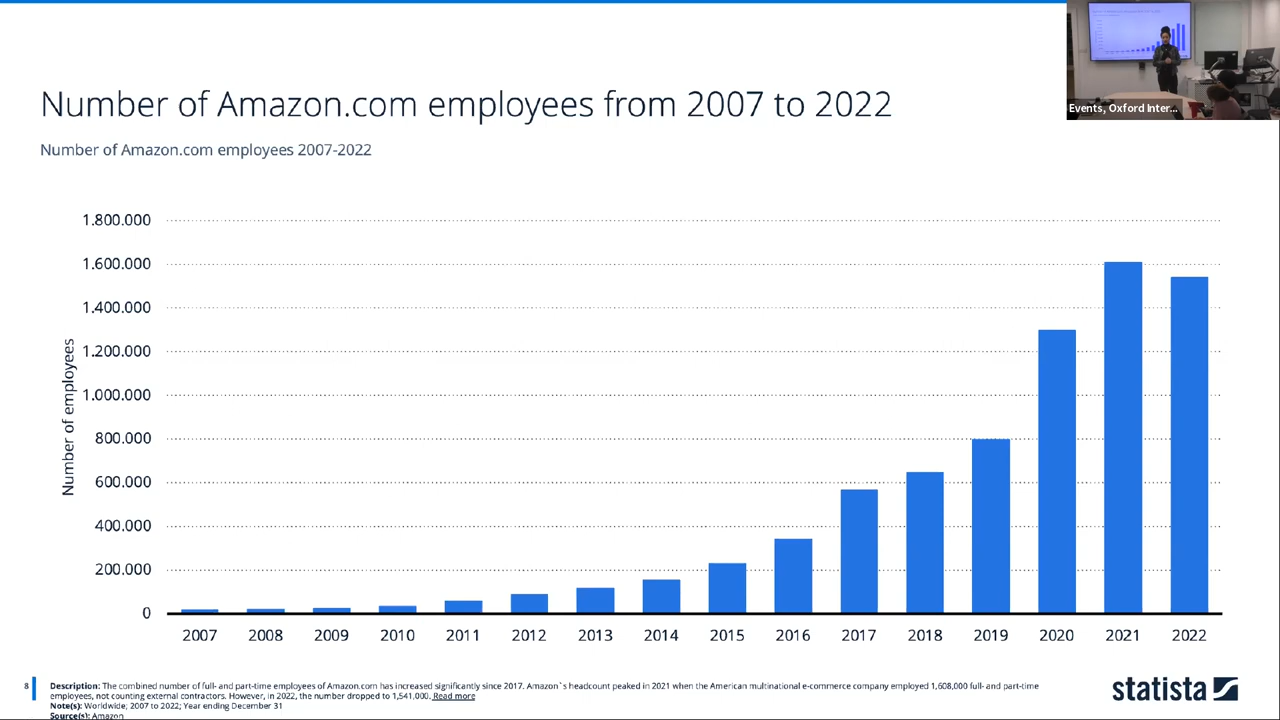 Events, Oxford Inter...
Number of Amazon.com employees from 2007 to 2022
Number of Amazon.com employees 2007-2022
Number of employees
1.800.000
1.600.000
1.400.000
1.200.000
1.000.000
800.000
600.000
400.000
200.000
0
2007 2008 2009 2010 2011 2012 2013 2014 2015 2016 2017 2018 2019 2020 2021 2022
8
Description: The combined number of full- and part-time employees of Amazon.com has increased significantly since 2017. Amazon`s headcount peaked in 2021 when the American multinational e-commerce company employed 1,608,000 full- and part-time
employees, not counting external contractors. However, in 2022, the number dropped to 1,541,000. Read more
Note(s): Worldwide; 2007 to 2022; Year ending December 31
Source(s): Amazon
statista